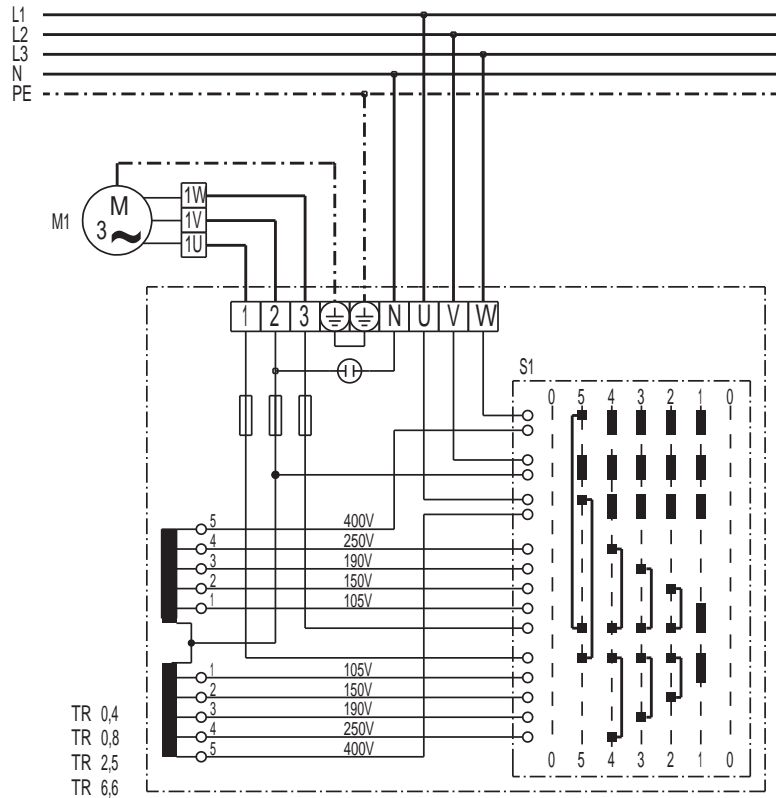 L1
L2
L3
N
PE
M1
M
3
1W
1V
1U
1 2 3 N U V W
S1
0 5 4 3 2 1 0
5 400V
4 250V
3 190V
2 150V
1 105V
1 105V
2 150V
3 190V
4 250V
5 400V
0 5 4 3 2 1 0
TR 0,4
TR 0,8
TR 2,5
TR 6,6